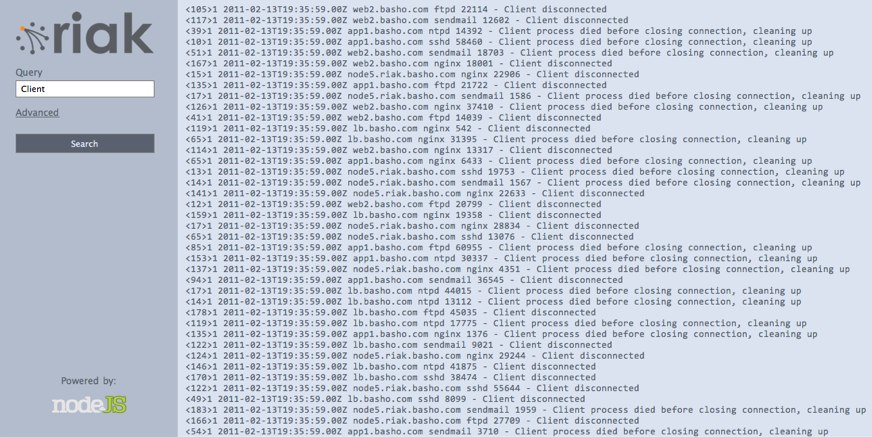 riak
Query
Client
Advanced
Search
Powered by:
nodeJS
<105>1 2011-02-13T19:35:59.00Z web2.basho.com ftpd 22114 - Client disconnected
<117>1 2011-02-13T19:35:59.00Z web2.basho.com sendmail 12602 - Client disconnected
<39>1 2011-02-13T19:35:59.00Z app1.basho.com ntpd 14392 - Client process died before closing connection, cleaning up
<10>1 2011-02-13T19:35:59.00Z app1.basho.com sshd 58460 - Client process died before closing connection, cleaning up
<51>1 2011-02-13T19:35:59.00Z web2.basho.com sendmail 18703 - Client process died before closing connection, cleaning up
<167>1 2011-02-13T19:35:59.00Z web2.basho.com nginx 18001 - Client disconnected
<15>1 2011-02-13T19:35:59.00Z node5.riak.basho.com nginx 22906 - Client disconnected
<135>1 2011-02-13T19:35:59.00Z app1.basho.com ftpd 21722 - Client disconnected
<17>1 2011-02-13T19:35:59.00Z node5.riak.basho.com sendmail 1586 - Client process died before closing connection, cleaning up
<126>1 2011-02-13T19:35:59.00Z web2.basho.com nginx 37410 - Client process died before closing connection, cleaning up
<41>1 2011-02-13T19:35:59.00Z web2.basho.com ftpd 14039 - Client disconnected
<119>1 2011-02-13T19:35:59.00Z lb.basho.com nginx 542 - Client disconnected
<65>1 2011-02-13T19:35:59.00Z lb.basho.com nginx 31395 - Client process died before closing connection, cleaning up
<114>1 2011-02-13T19:35:59.00Z web2.basho.com nginx 13317 - Client disconnected
<65>1 2011-02-13T19:35:59.00Z app1.basho.com nginx 6433 - Client process died before closing connection, cleaning up
<13>1 2011-02-13T19:35:59.00Z node5.riak.basho.com sshd 19753 - Client process died before closing connection, cleaning up
<14>1 2011-02-13T19:35:59.00Z node5.riak.basho.com sendmail 1567 - Client process died before closing connection, cleaning up
<141>1 2011-02-13T19:35:59.00Z node5.riak.basho.com nginx 22633 - Client disconnected
<12>1 2011-02-13T19:35:59.00Z web2.basho.com ftpd 20799 - Client disconnected
<159>1 2011-02-13T19:35:59.00Z lb.basho.com nginx 19358 - Client disconnected
<17>1 2011-02-13T19:35:59.00Z node5.riak.basho.com nginx 28834 - Client disconnected
<65>1 2011-02-13T19:35:59.00Z node5.riak.basho.com sshd 13076 - Client disconnected
<85>1 2011-02-13T19:35:59.00Z app1.basho.com ftpd 60955 - Client process died before closing connection, cleaning up
<153>1 2011-02-13T19:35:59.00Z app1.basho.com ntpd 30337 - Client process died before closing connection, cleaning up
<137>1 2011-02-13T19:35:59.00Z node5.riak.basho.com nginx 4351 - Client process died before closing connection, cleaning up
<94>1 2011-02-13T19:35:59.00Z app1.basho.com sendmail 36545 - Client disconnected
<17>1 2011-02-13T19:35:59.00Z lb.basho.com ntpd 44015 - Client process died before closing connection, cleaning up
<14>1 2011-02-13T19:35:59.00Z lb.basho.com ntpd 13112 - Client process died before closing connection, cleaning up
<178>1 2011-02-13T19:35:59.00Z lb.basho.com ftpd 45035 - Client disconnected
<119>1 2011-02-13T19:35:59.00Z lb.basho.com ntpd 17775 - Client process died before closing connection, cleaning up
<135>1 2011-02-13T19:35:59.00Z app1.basho.com nginx 1376 - Client process died before closing connection, cleaning up
<122>1 2011-02-13T19:35:59.00Z lb.basho.com sendmail 9021 - Client disconnected
<124>1 2011-02-13T19:35:59.00Z node5.riak.basho.com nginx 29244 - Client disconnected
<146>1 2011-02-13T19:35:59.00Z lb.basho.com ntpd 41875 - Client disconnected
<170>1 2011-02-13T19:35:59.00Z lb.basho.com sshd 38474 - Client disconnected
<122>1 2011-02-13T19:35:59.00Z node5.riak.basho.com sshd 55644 - Client disconnected
<49>1 2011-02-13T19:35:59.00Z lb.basho.com sshd 8099 - Client disconnected
<183>1 2011-02-13T19:35:59.00Z node5.riak.basho.com sendmail 1959 - Client process died before closing connection, cleaning up
<166>1 2011-02-13T19:35:59.00Z node5.riak.basho.com ftpd 27709 - Client disconnected
<54>1 2011-02-13T19:35:59.00Z app1.basho.com sendmail 3710 - Client process died before closing connection, cleaning up